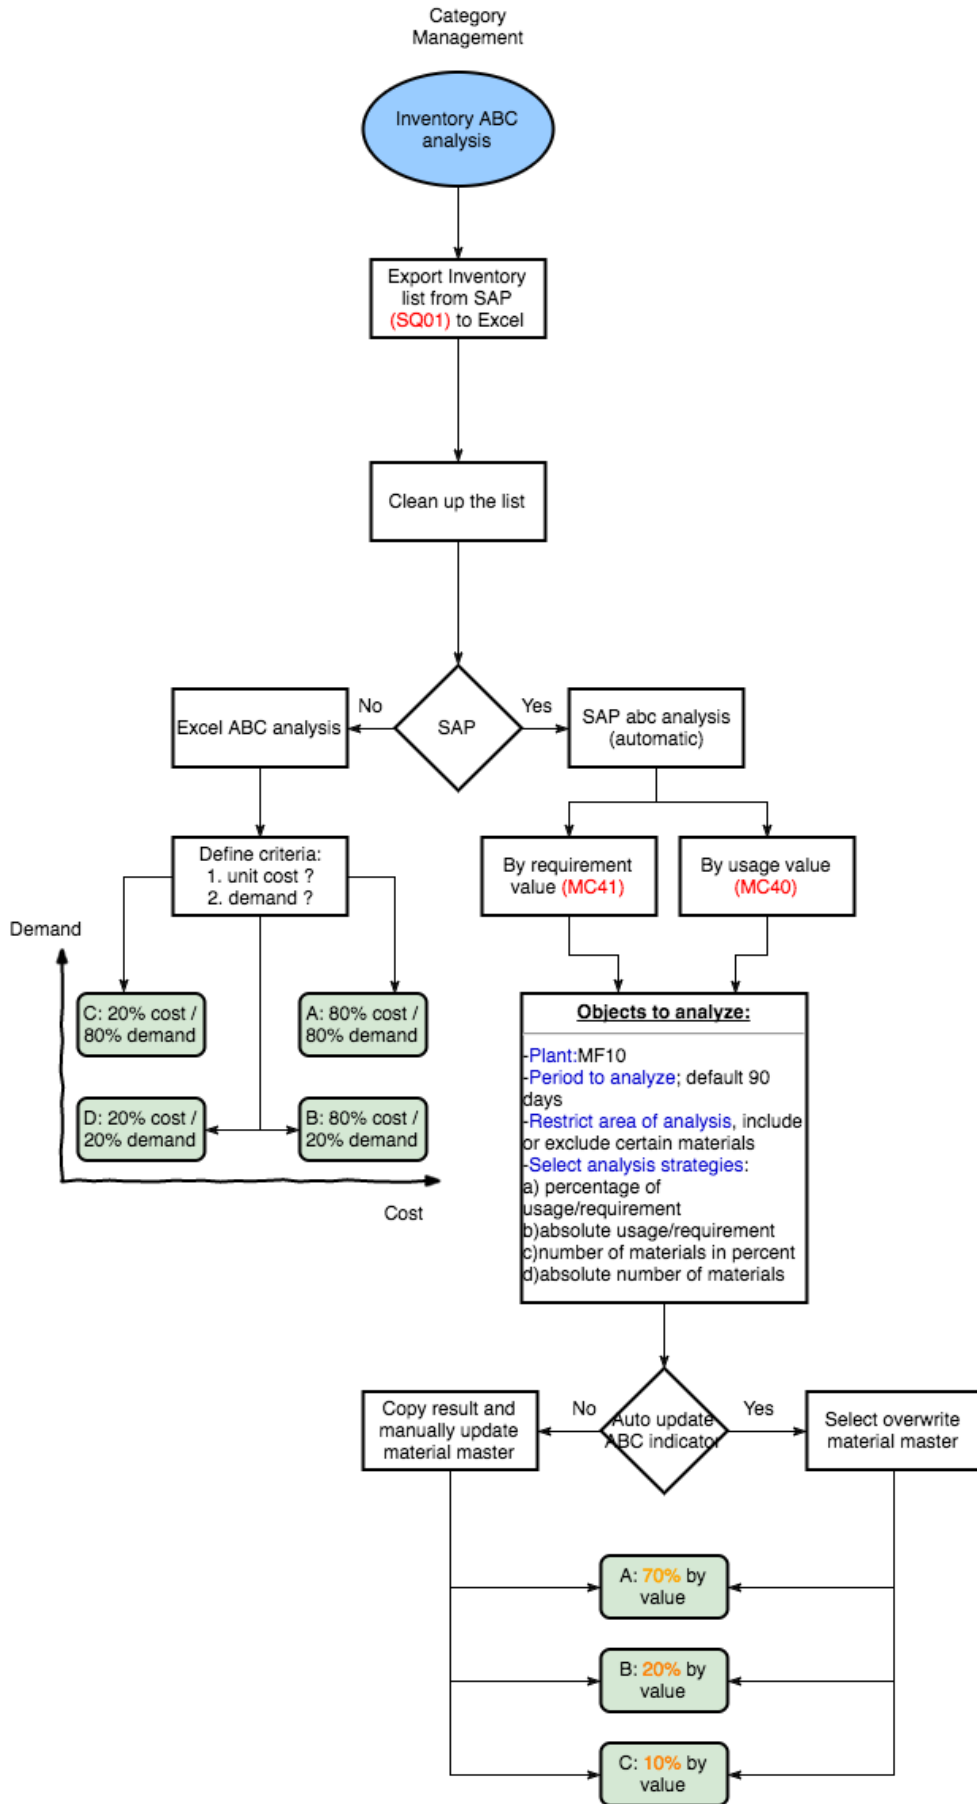 Category
Management
Inventory ABC
analysis
Export Inventory
list from SAP
(SQ01) to Excel
Clean up the list
Excel ABC analysis
No
SAP
Yes
SAP abc analysis
(automatic)
Define criteria:
1. unit cost ?
2. demand ?
By requirement
value (MC41)
By usage value
(MC40)
Demand
C: 20% cost /
80% demand
A: 80% cost /
80% demand
D: 20% cost /
20% demand
B: 80% cost /
20% demand
Cost
Objects to analyze:
-Plant:MF10
-Period to analyze; default 90
days
-Restrict area of analysis, include
or exclude certain materials
-Select analysis strategies:
a) percentage of
usage/requirement
b)absolute usage/requirement
c)number of materials in percent
d)absolute number of materials
Copy result and
manually update
material master
No
Auto update
ABC indicator
Yes
Select overwrite
material master
A: 70% by
value
B: 20% by
value
C: 10% by
value